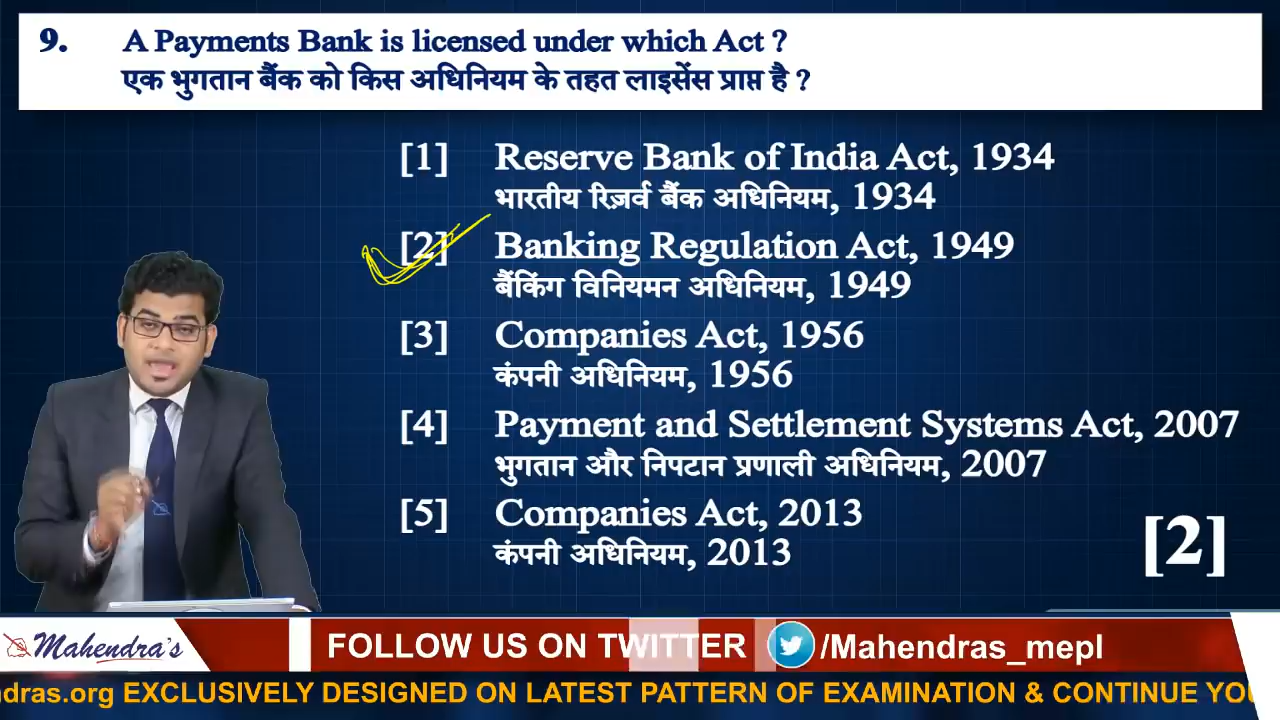 9. A Payments Bank is licensed under which Act ?
एक भुगतान बैंक को किस अधिनियम के तहत लाइसेंस प्राप्त है ?
[1] Reserve Bank of India Act, 1934
भारतीय रिज़र्व बैंक अधिनियम, 1934
[2] Banking Regulation Act, 1949
बैंकिंग विनियमन अधिनियम, 1949
[3] Companies Act, 1956
कंपनी अधिनियम, 1956
[4] Payment and Settlement Systems Act, 2007
भुगतान और निपटान प्रणाली अधिनियम, 2007
[5] Companies Act, 2013
कंपनी अधिनियम, 2013
[2]
Mahendra's FOLLOW US ON TWITTER /Mahendras_mepl
dras.org EXCLUSIVELY DESIGNED ON LATEST PATTERN OF EXAMINATION & CONTINUE YO